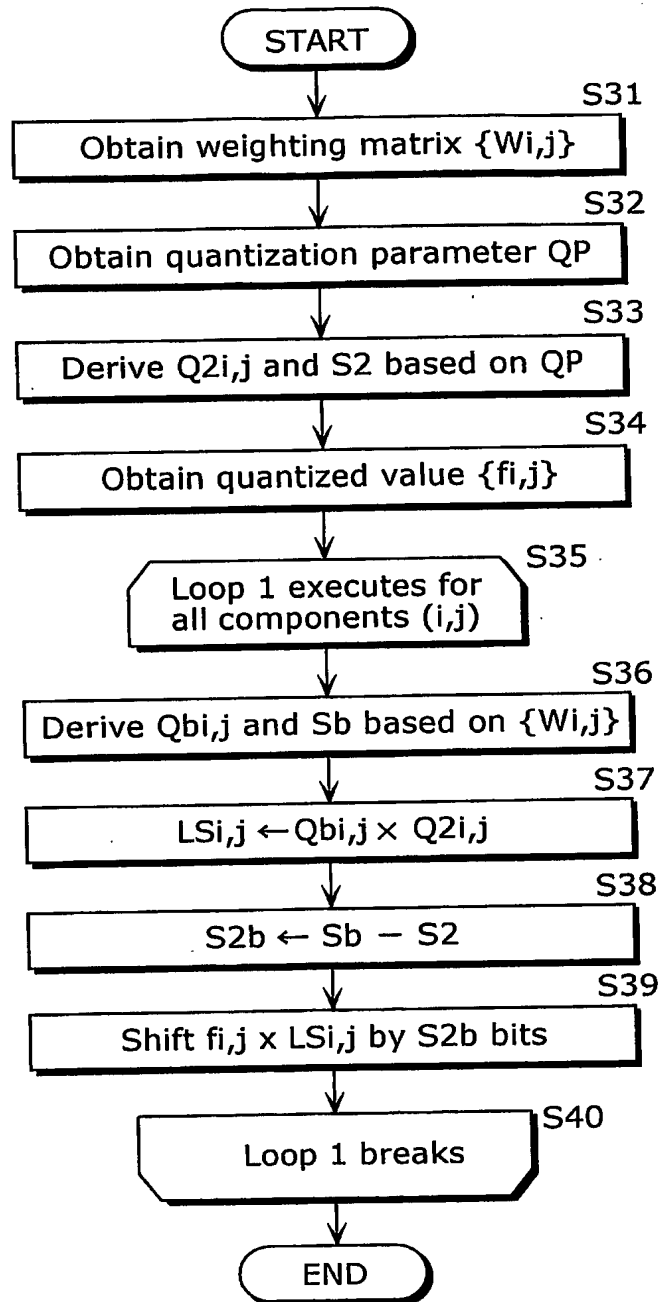 START
S31
Obtain weighting matrix {Wi,j}
S32
Obtain quantization parameter QP
S33
Derive Q2i,j and S2 based on QP
S34
Obtain quantized value {fi,j}
S35
Loop 1 executes for
all components (i,j)
S36
Derive Qbi,j and Sb based on {Wi,j}
S37
LSi,j ← Qbi,j × Q2i,j
S38
S2b ← Sb − S2
S39
Shift fi,j x LSi,j by S2b bits
S40
Loop 1 breaks
END